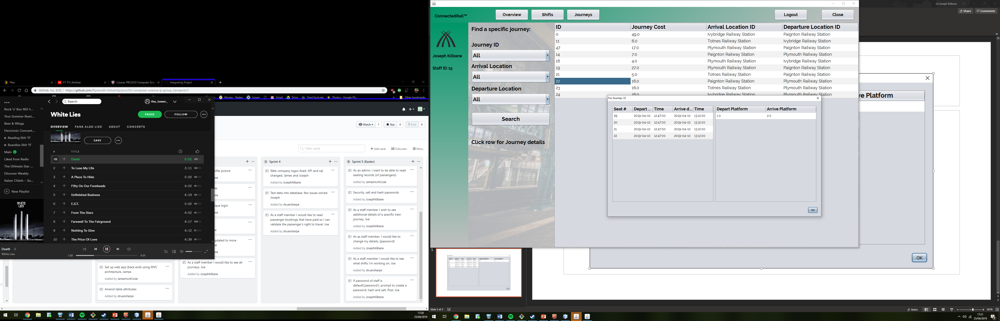 Plex
F1 TV | Archive
Course: PRCS252 Computer Scie
Integrating Project
GitHub, Inc. [US] | https://github.com/Plymouth-University/prcs252-computer-science-ip-group_l/projects/1
Movies - Radarr
Sonarr
Gmail
Drive
OverClock.net
Photos - Google Ph...
Other bookmarks
Search
the_tower_
Rock 'n' Run 160-1...
Your Summer Rewi...
Beer & Wings
Electronic Concent...
Reading Shit '17
Boardies Shit '17
Main
Liked from Radio
The Ultimate Star ...
Discover Weekly
Kaiser Chiefs – So...
New Playlist
WHITE LIES
White Lies
PAUSE
FOLLOW
OVERVIEW FANS ALSO LIKE ABOUT CONCERTS
SAVE
# TITLE
Death 5:01
2 To Lose My Life 3:11
3 A Place To Hide 5:02
4 Fifty On Our Foreheads 4:22
5 Unfinished Business 4:19
6 E.S.T. 5:02
7 From The Stars 4:52
8 Farewell To The Fairground 4:17
9 Nothing To Give 4:12
10 The Price Of Love 4:39
Death
White Lies
1:28 5:01
Watch 1 Star 0 Fork 0
Filter cards
Add cards Fullscreen Menu
ofile picture
Set up web app (back end) using MVC
architecture.-James
Added by JamesHuntCode
Amend table attributes
Added by struansharpe
que login
pdated to more
As a staff member I would like to see all
journeys. Joe
Added by JosephKilbane
3 Sprint 4
Web company logos fixed. API and sql
changed. James and Joseph
Added by JosephKilbane
Test data into database. few issues solved
Joseph
Added by struansharpe
As a staff member I would like to read
passenger bookings that have paid so I can
validate the passenger's right to travel. Joe
Added by struansharpe
9 Sprint 5 (Easter)
As an admin, I want to be able to read
seating records (of passengers).
Added by JamesHuntCode
Security, salt and hash passwords
Added by JosephKilbane
As a staff member I wish to see
additional details of a specific train
journey. Joe
Added by JosephKilbane
As as staff member, I would like to
change my details. (password)
Added by JosephKilbane
As a staff member I would like to see
what shifts I'm working on. Joe
Added by struansharpe
If password of staff is
default('password'), prompt to create a
password, hash and salt. Post. Joe
Added by JosephKilbane
17:20
25/04/2019
ConnectedRail™
Overview
Shifts
Journeys
Logout
Close
Joseph Kilbane
Staff ID:15
Find a specific journey:
Journey ID
All
Arrival Location
All
Departure Location
All
Search
Click row for Journey details
ID Journey Cost Arrival Location ID Departure Location ID
0 49.0 Ivybridge Railway Station Paignton Railway Station
11 6.0 Totnes Railway Station Ivybridge Railway Station
47 17.0 Plymouth Railway Station Paignton Railway Station
14 7.0 Paignton Railway Station Plymouth Railway Station
16 4.0 Plymouth Railway Station Ivybridge Railway Station
19 27.0 Plymouth Railway Station Paignton Railway Station
21 5.0 Totnes Railway Station Paignton Railway Station
22 16.0 Paignton Railway Station Plymouth Railway Station
23 16.0 Totnes Railway Station Plymouth Railway Station
24 16.0 Ivybridge Railway Station Plymouth Railway Station
For Journey: 22
Seat # Depart ... Time Arrive d... Time Depart Platform Arrive Platform
29 2019-04-10 12:47:00 2019-04-10 13:12:00 1.0 2.0
20 2019-04-10 12:47:00 2019-04-10 13:12:00
21 2019-04-10 12:47:00 2019-04-10 13:12:00
22 2019-04-10 12:47:00 2019-04-10 13:12:00
OK
(s) Joseph Kilbane
Share
Comments
ve Platform
OK
5
Slide 5 of 5
Notes
161%
17:21
25/04/2019